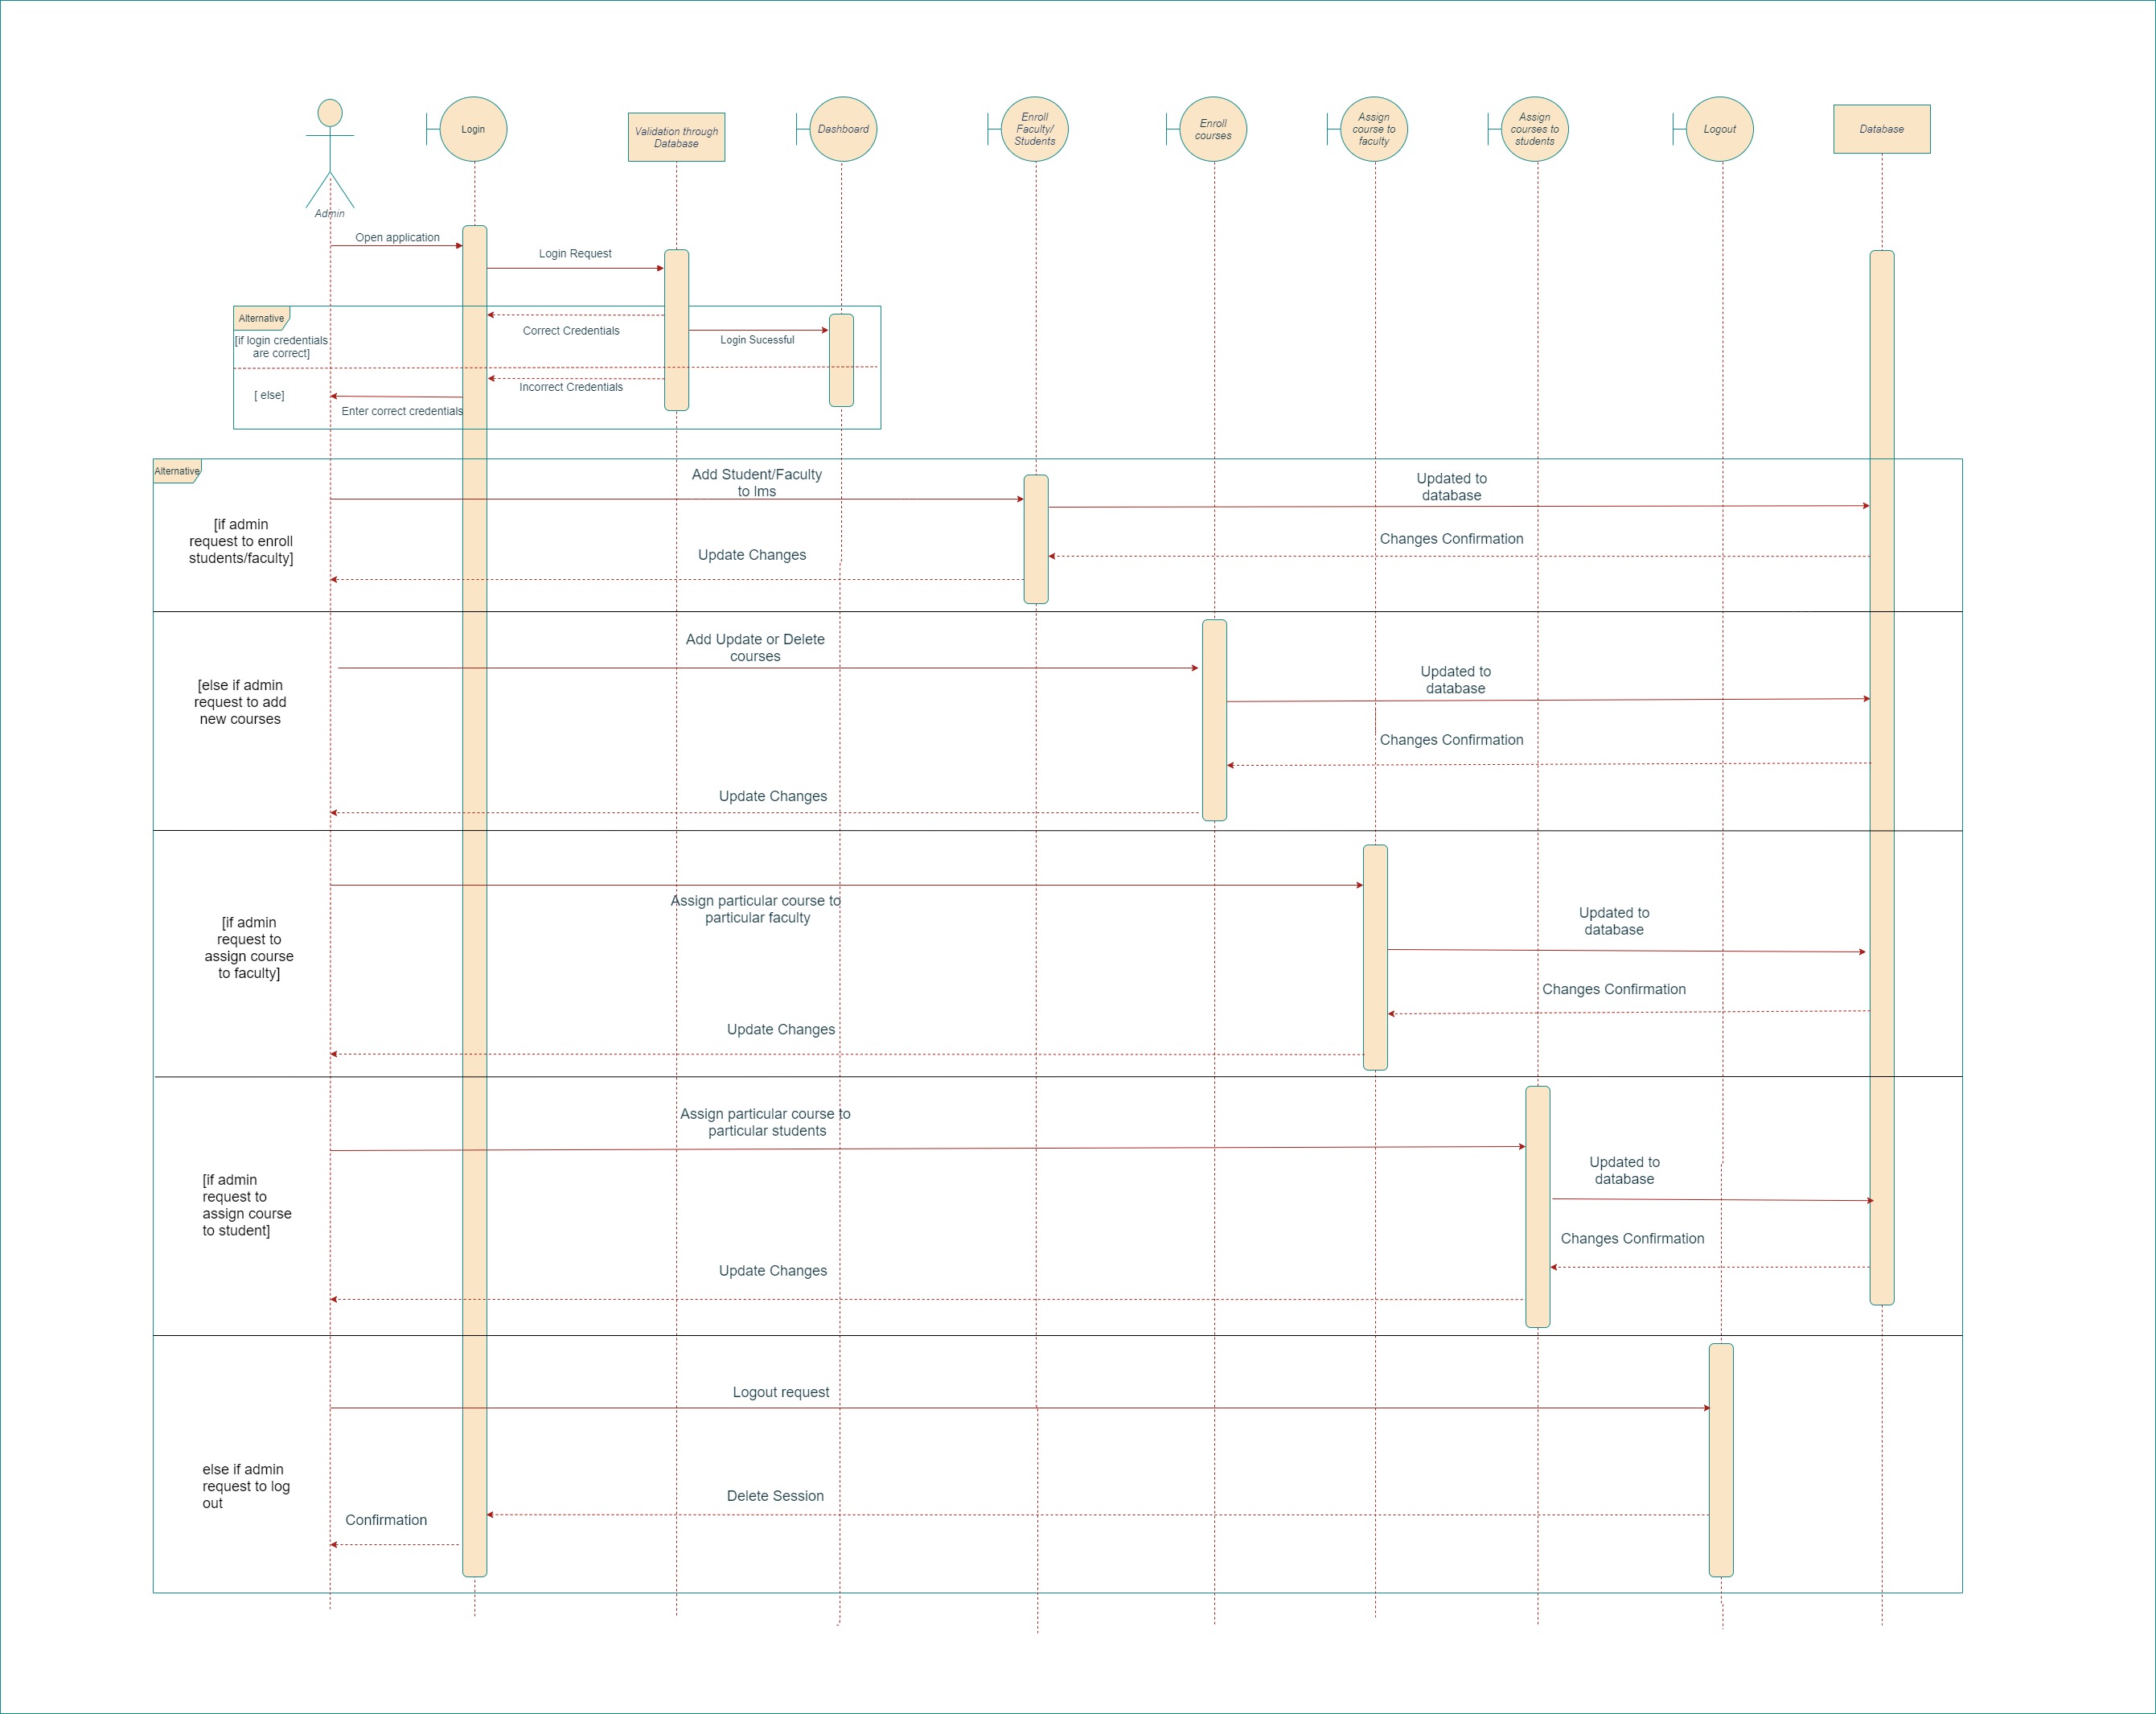 Admin
Login
Validation through
Database
Dashboard
Enroll
Faculty/
Students
Enroll
courses
Assign
course to
faculty
Assign
courses to
students
Logout
Database
Open application
Login Request
Alternative
[if login credentials
are correct]
Correct Credentials
Login Sucessful
Incorrect Credentials
[ else]
Enter correct credentials
Alternative
Add Student/Faculty
to lms
Updated to
database
[if admin
request to enroll
students/faculty]
Changes Confirmation
Update Changes
Add Update or Delete
courses
[else if admin
request to add
new courses
Updated to
database
Changes Confirmation
Update Changes
Assign particular course to
particular faculty
[if admin
request to
assign course
to faculty]
Updated to
database
Changes Confirmation
Update Changes
Assign particular course to
particular students
[if admin
request to
assign course
to student]
Updated to
database
Changes Confirmation
Update Changes
Logout request
else if admin
request to log
out
Delete Session
Confirmation